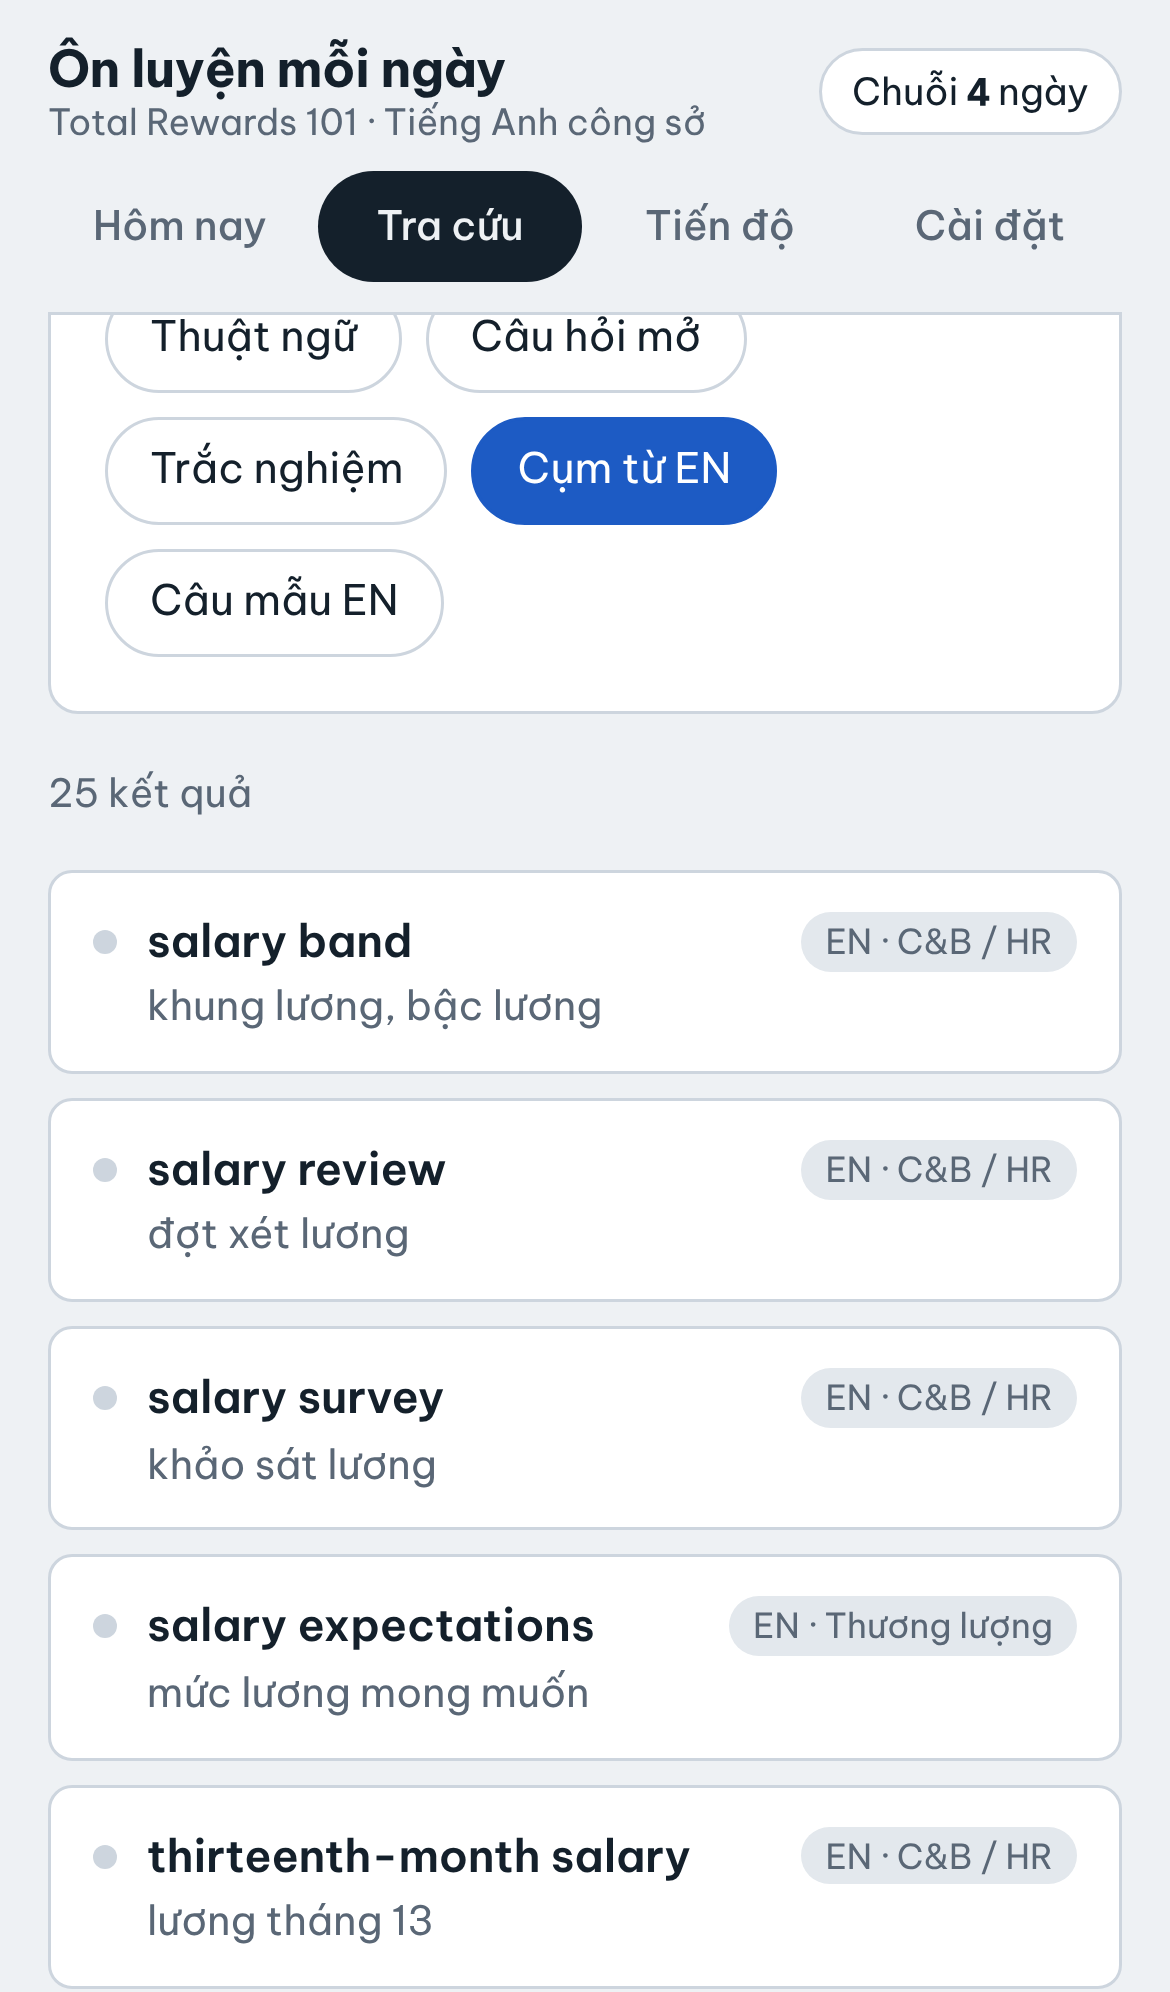 Ôn luyện mỗi ngày
Total Rewards 101 · Tiếng Anh công sở
Chuỗi 4 ngày
Hôm nay
Tra cứu
Tiến độ
Cài đặt
Thuật ngữ
Câu hỏi mở
Trắc nghiệm
Cụm từ EN
Câu mẫu EN
25 kết quả
salary band
EN · C&B / HR
khung lương, bậc lương
salary review
EN · C&B / HR
đợt xét lương
salary survey
EN · C&B / HR
khảo sát lương
salary expectations
EN · Thương lượng
mức lương mong muốn
thirteenth-month salary
EN · C&B / HR
lương tháng 13